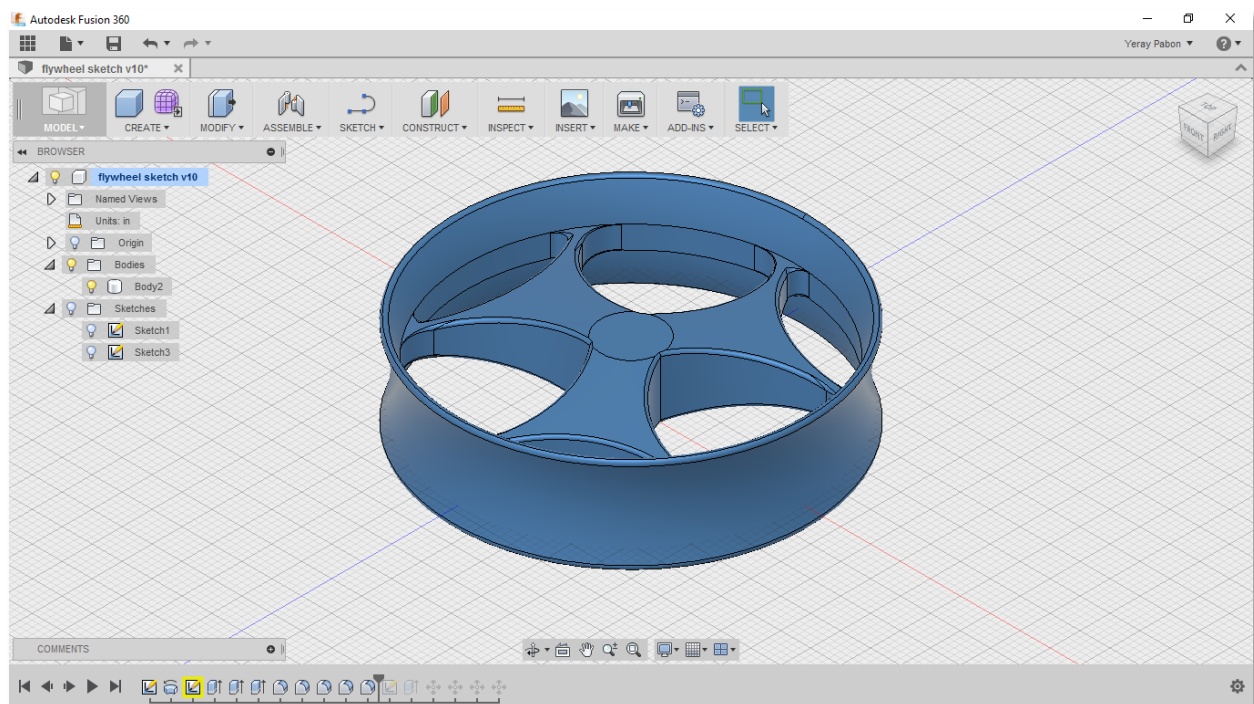 Autodesk Fusion 360
Yeray Pabon
flywheel sketch v10*
MODEL
CREATE
MODIFY
ASSEMBLE
SKETCH
CONSTRUCT
INSPECT
INSERT
MAKE
ADD-INS
SELECT
TOP
FRONT
RIGHT
BROWSER
flywheel sketch v10
Named Views
Units: in
Origin
Bodies
Body2
Sketches
Sketch1
Sketch3
COMMENTS